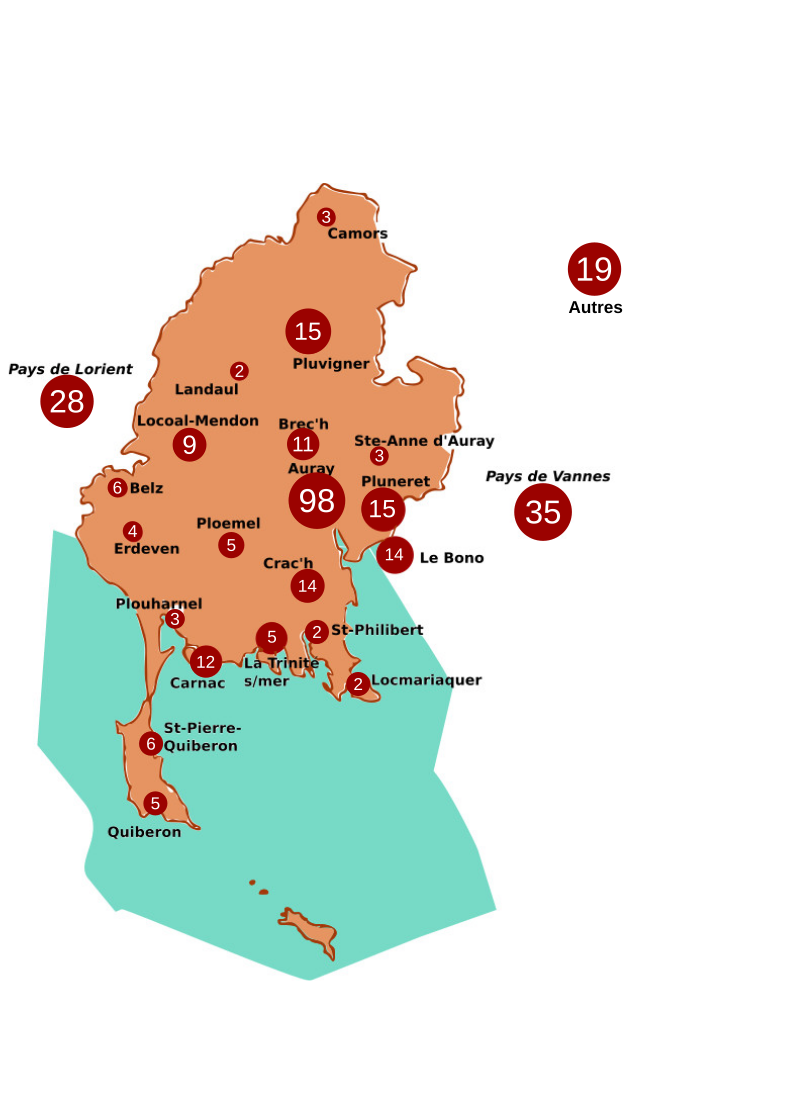 3
Camors
19
Autres
15
Pluvigner
Pays de Lorient
28
2
Landaul
Locoal-Mendon
9
Brec'h
11
Ste-Anne d'Auray
3
Auray
98
Pluneret
15
Pays de Vannes
35
6 Belz
4
Erdeven
Ploemel
5
14 Le Bono
Crac'h
14
Plouharnel
3
5
2 St-Philibert
12
Carnac
La Trinite
s/mer
2 Locmariaquer
St-Pierre-
6 Quiberon
5
Quiberon